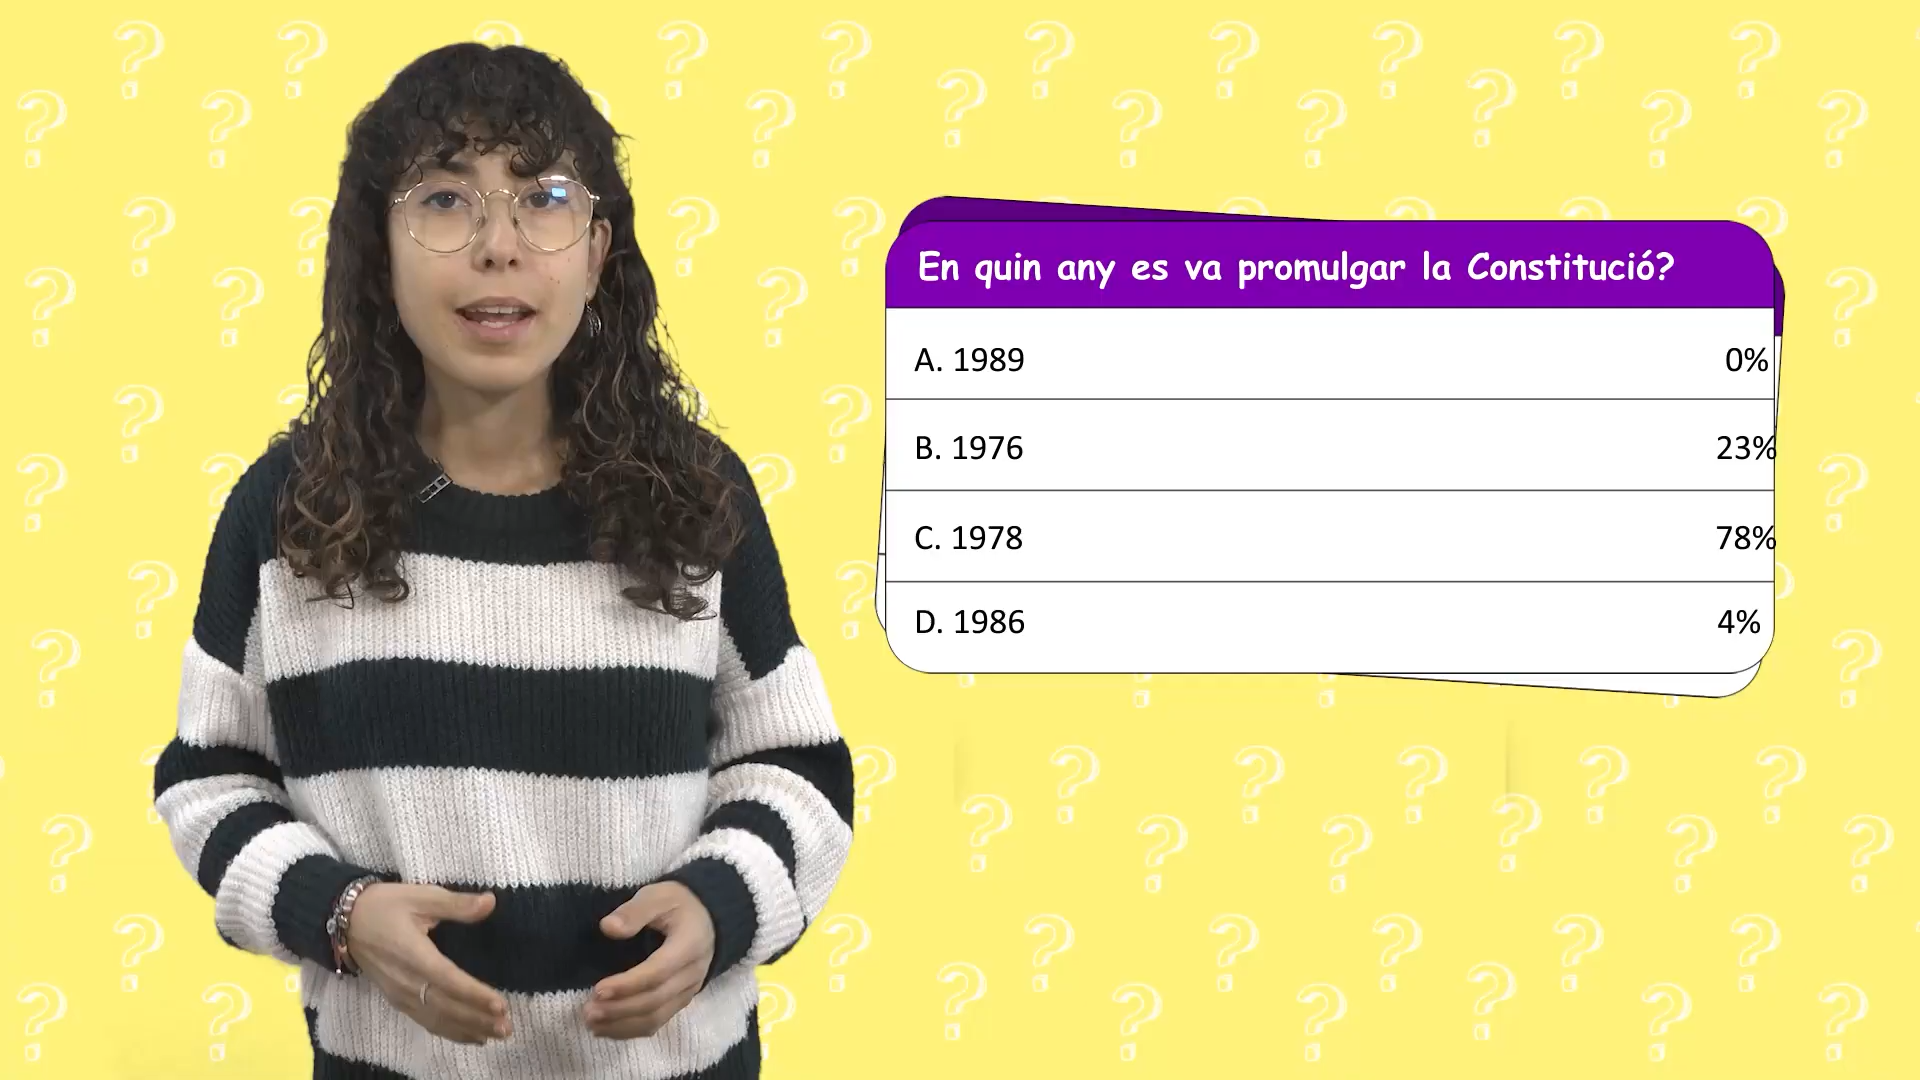 En quin any es va promulgar la Constitució?
A. 1989 0%
B. 1976 23%
C. 1978 78%
D. 1986 4%